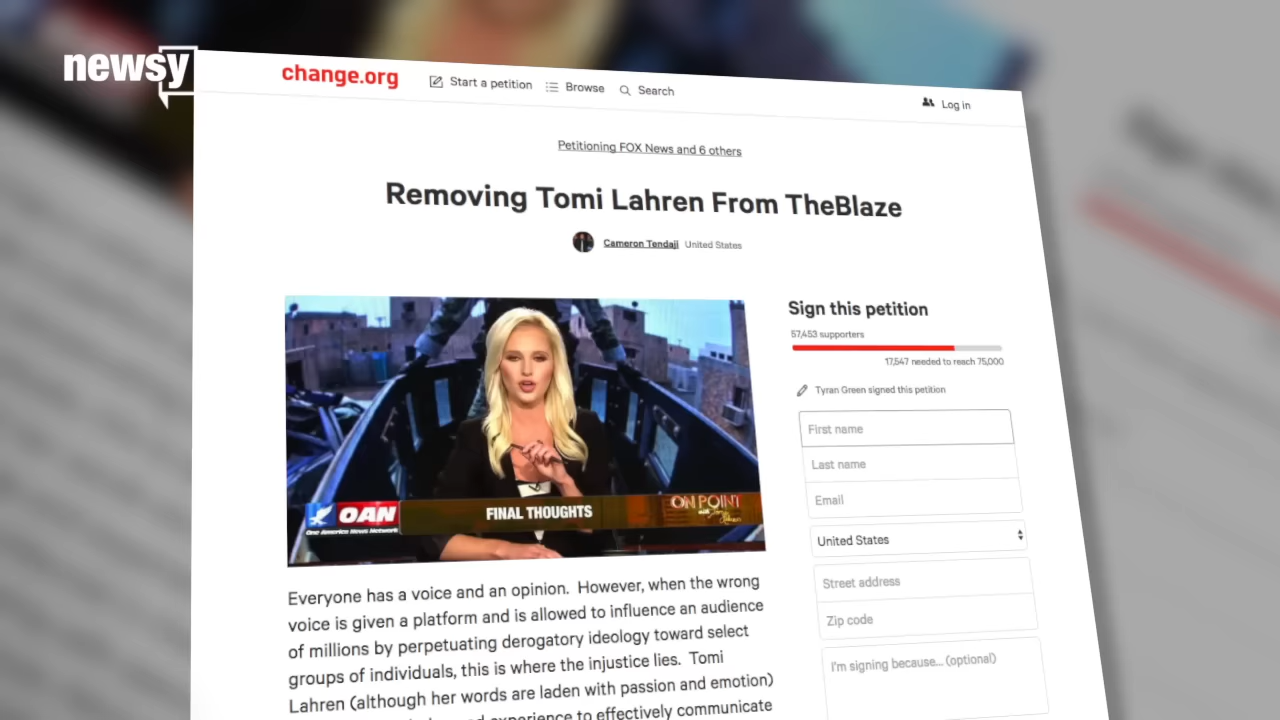 newsy
change.org
Start a petition
Browse
Search
Log in
Petitioning FOX News and 6 others
Removing Tomi Lahren From TheBlaze
Cameron Tendaji United States
OAN
One America News Network
FINAL THOUGHTS
ON POINT
with
Everyone has a voice and an opinion. However, when the wrong
voice is given a platform and is allowed to influence an audience
of millions by perpetuating derogatory ideology toward select
groups of individuals, this is where the injustice lies. Tomi
Lahren (although her words are laden with passion and emotion)
experience to effectively communicate
Sign this petition
57,453 supporters
17,547 needed to reach 75,000
Tyran Green signed this petition
First name
Last name
Email
United States
Street address
Zip code
I'm signing because... (optional)